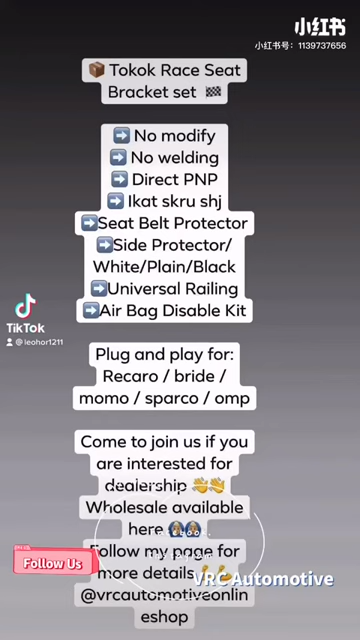 小红书
小红书号：1139737656
📦 Tokok Race Seat
Bracket set 🏁
➡️ No modify
➡️ No welding
➡️ Direct PNP
➡️ Ikat skru shj
➡️Seat Belt Protector
➡️Side Protector/
White/Plain/Black
➡️Universal Railing
➡️Air Bag Disable Kit
TikTok
@leohor1211
Plug and play for:
Recaro / bride /
momo / sparco / omp
Come to join us if you
are interested for
dealership 👏👏
Wholesale available
here
Follow my page for
more details💪💪
Follow Us
VRC Automotive
@vrcautomotiveonlin
eshop